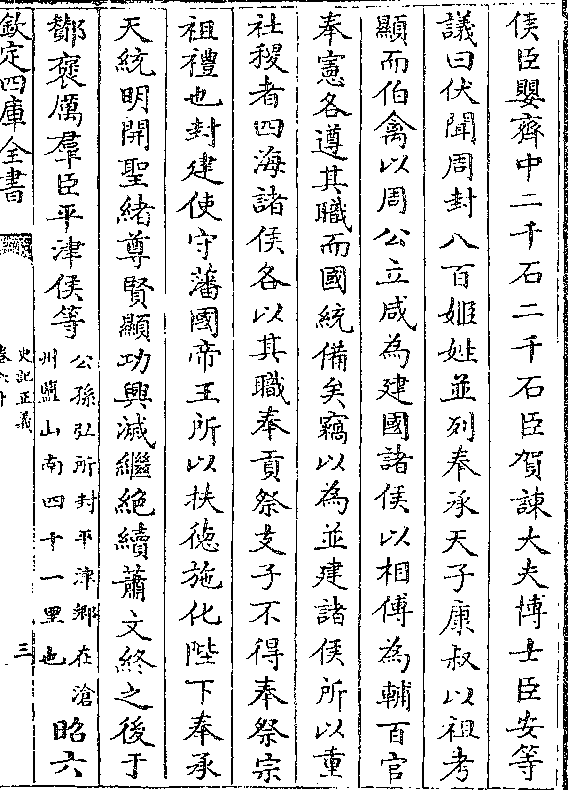 侯臣嬰齊中二千石二千石臣賀諫大夫博士臣安等
議曰伏聞周封八百姬姓並列奉承天子康叔以祖考
顯而伯禽以周公立咸為建國諸侯以相傅為輔百官
奉憲各遵其職而國統備矣竊以為並建諸侯所以重
社稷者四海諸侯各以其職奉貢祭支子不得奉祭宗
祖禮也封建使守藩國帝王所以扶徳施化陛下奉承
天統明開聖緒尊賢顯功興滅繼絶續蕭文終之後于
酇褒厲羣臣平津侯等公孫弘所封平津鄉在滄州鹽山南四十一里也昭六
欽定四庫全書
史記正義
三